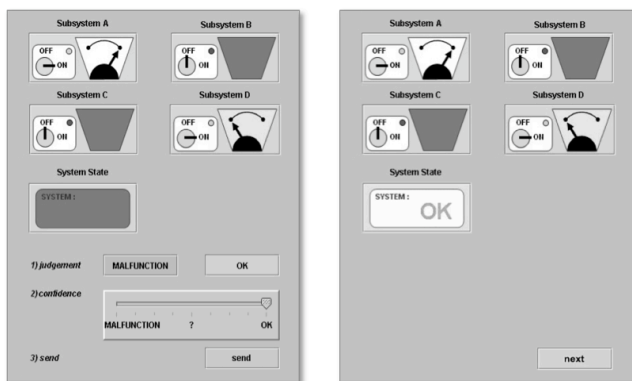 Subsystem A
Subsystem B
OFF
ON
OFF
ON
Subsystem C
Subsystem D
OFF
ON
OFF
ON
System State
SYSTEM :
1) judgement
MALFUNCTION
OK
2)confidence
MALFUNCTION ? OK
3) send
send
Subsystem A
Subsystem B
OFF
ON
OFF
ON
Subsystem C
Subsystem D
OFF
ON
OFF
ON
System State
SYSTEM :
OK
next